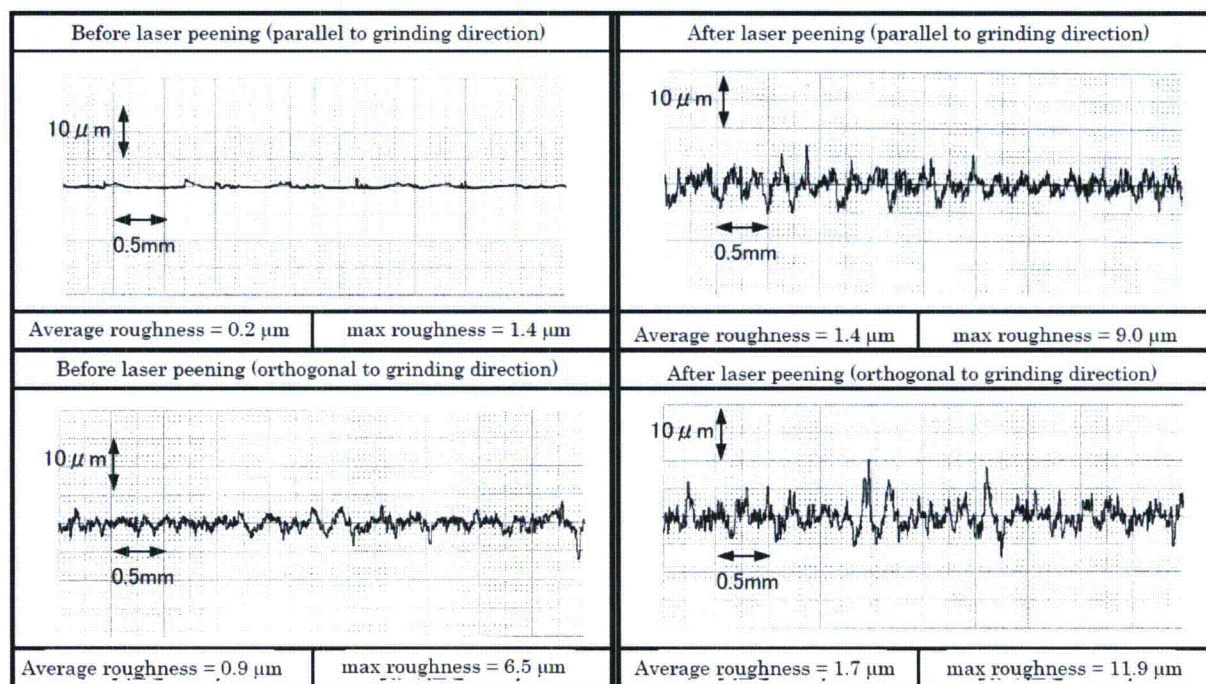 Before laser peening (parallel to grinding direction)
10 μm
0.5mm
Average roughness = 0.2 μm
max roughness = 1.4 μm
After laser peening (parallel to grinding direction)
10 μm
0.5mm
Average roughness = 1.4 μm
max roughness = 9.0 μm
Before laser peening (orthogonal to grinding direction)
10 μm
0.5mm
Average roughness = 0.9 μm
max roughness = 6.5 μm
After laser peening (orthogonal to grinding direction)
10 μm
0.5mm
Average roughness = 1.7 μm
max roughness = 11.9 μm